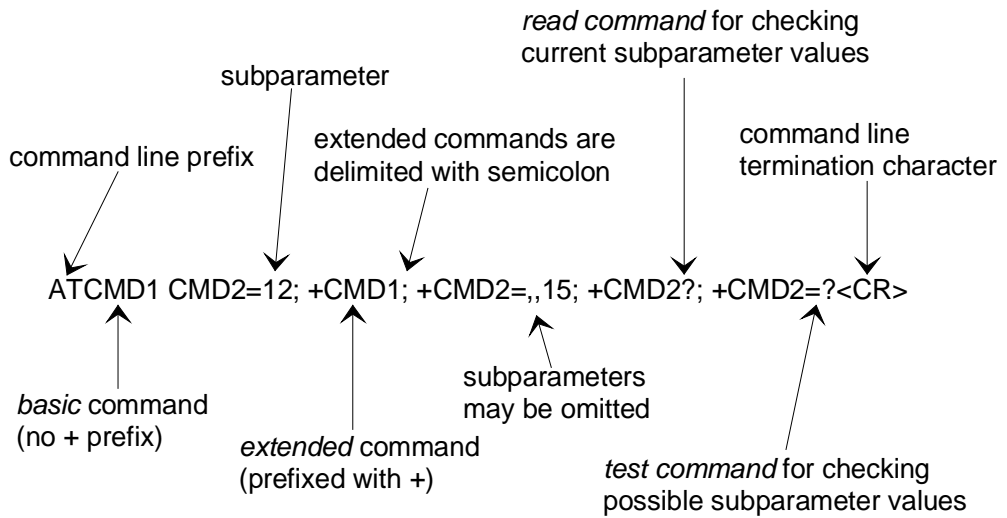 read command for checking
current subparameter values
subparameter
extended commands are
delimited with semicolon
command line
termination character
command line prefix
ATCMD1 CMD2=12; +CMD1; +CMD2=,,15; +CMD2?; +CMD2=?<CR>
basic command
(no + prefix)
extended command
(prefixed with +)
subparameters
may be omitted
test command for checking
possible subparameter values